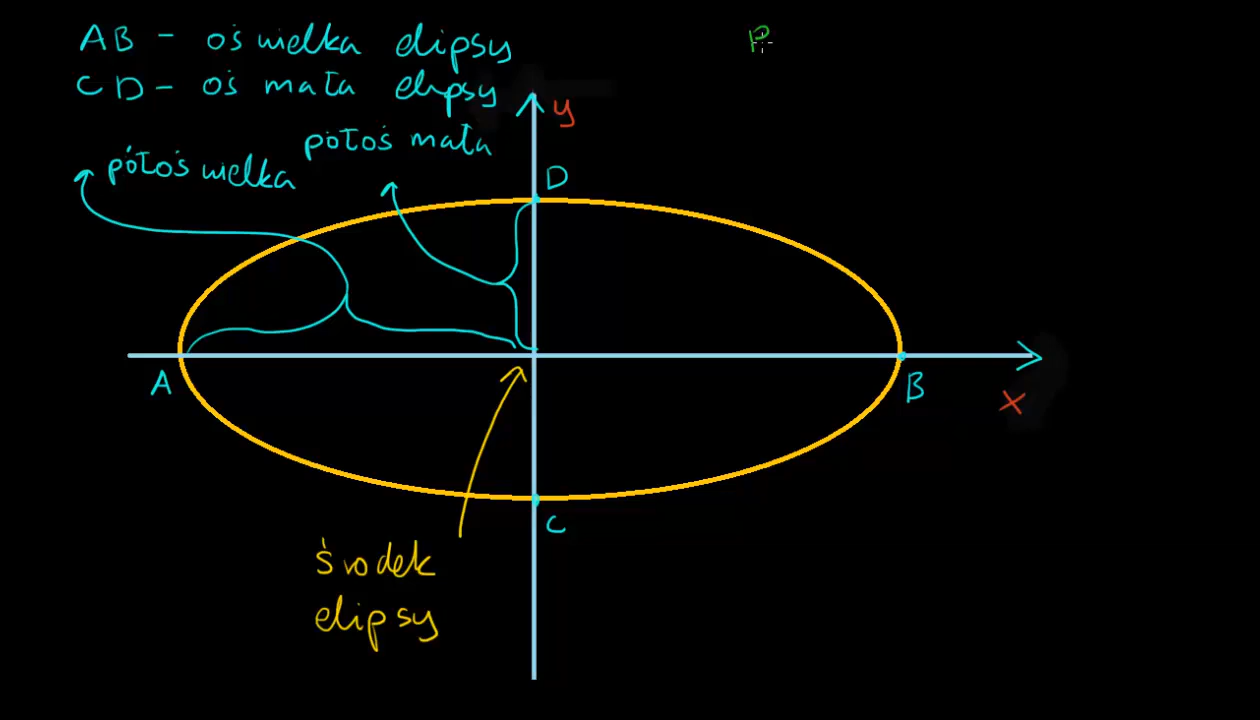 AB - oś wielka elipsy
CD - oś mała elipsy
półoś mała
półoś wielka
P
y
D
A
B
x
C
środek
elipsy